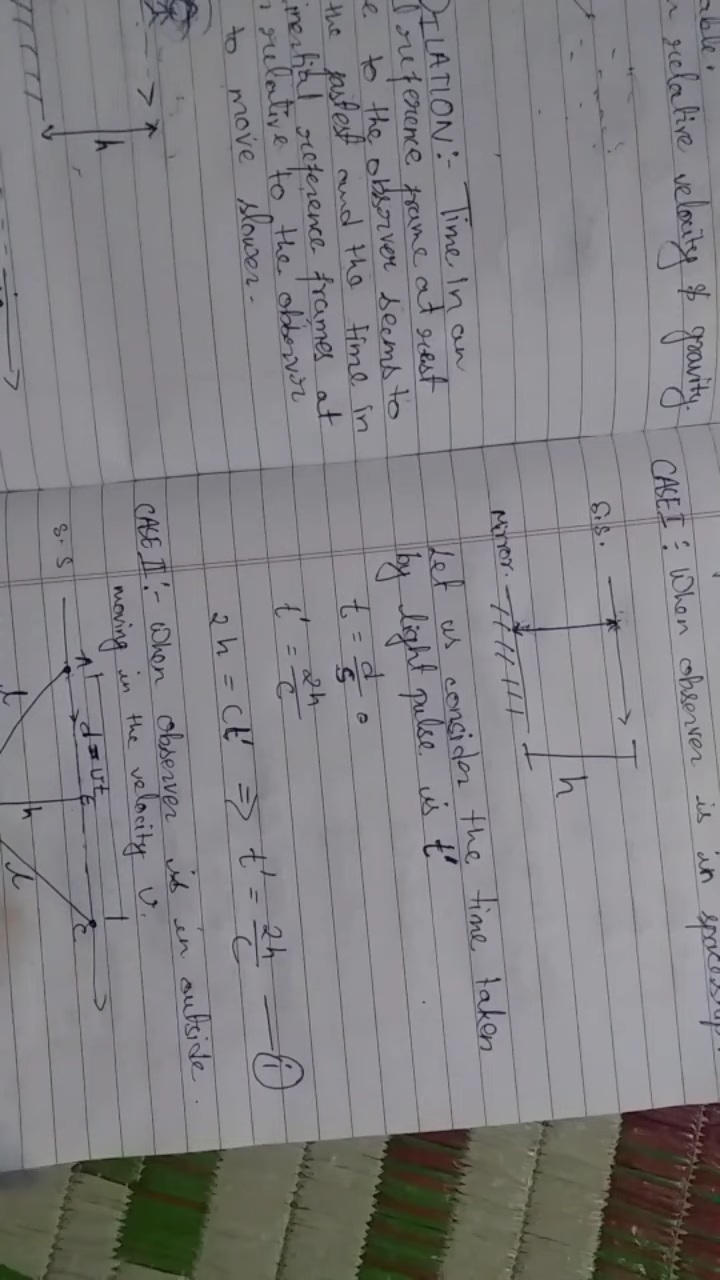 relative velocity & gravity.
DILATION:- Time in an
reference frame at rest
to the observer seems to
the fastest and the time in
inertial reference frames at
relative to the observer
to move slower.
h
CASE I: When observer is in
S.S.
Mirror.
h
Let us consider the time taken
by light pulse is t'
t = d/s
t' = 2h/c
2h = ct' ⇒ t' = 2h/c — (i)
CASE II:- When observer is in outside.
moving in the velocity v.
S.S
d=vt
h
l
l